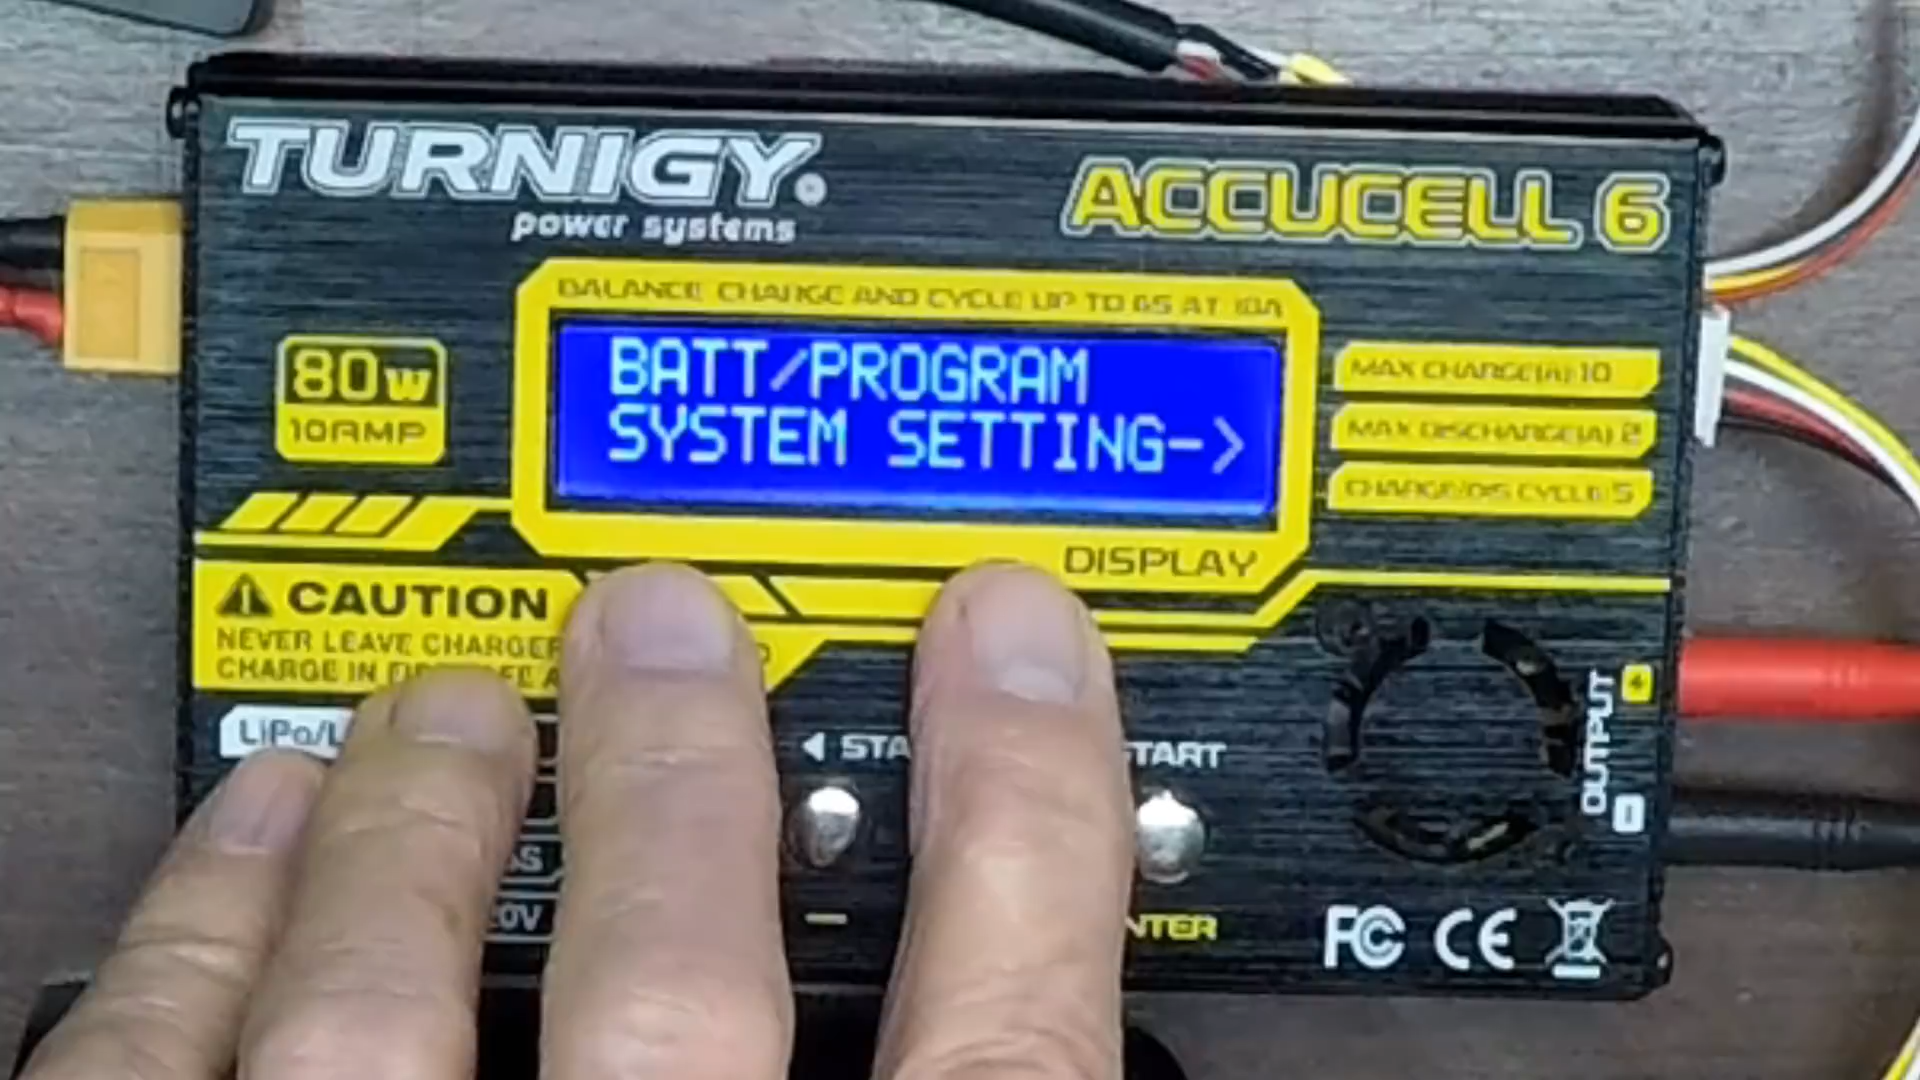 TURNIGY®
power systems
ACCUCELL 6
BALANCE CHARGE AND CYCLE UP TO 6S AT 10A
80W
10AMP
BATT/PROGRAM
SYSTEM SETTING->
MAX CHARGE(A) 10
MAX DISCHARGE(A) 2
CHARGE/DIS CYCLE 5
DISPLAY
CAUTION
NEVER LEAVE CHARGER
CHARGE IN
LiPo/L
◀ STA
START
OUTPUT
+
-
–
NTER
FC CE